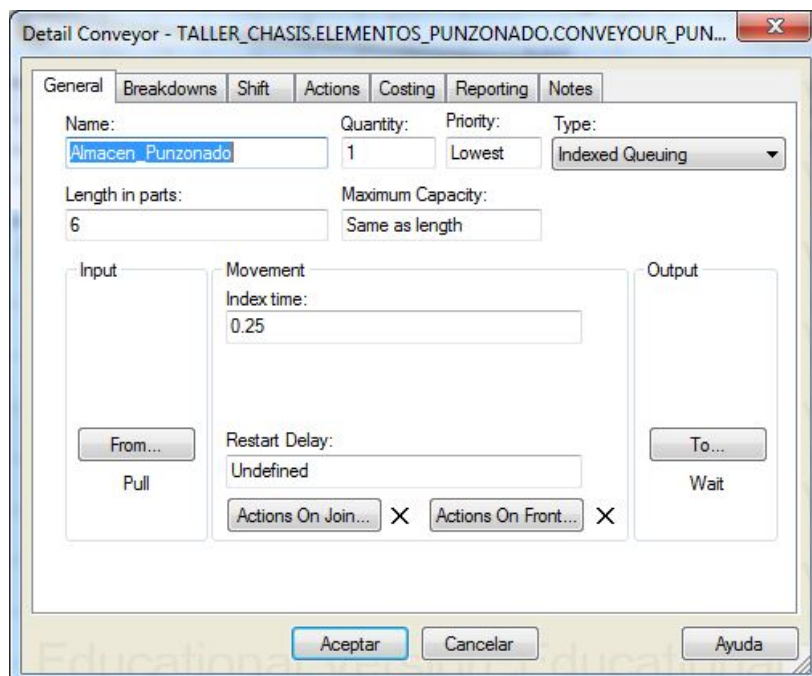 Detail Conveyor - TALLER_CHASIS.ELEMENTOS_PUNZONADO.CONVEYOUR_PUN...
General Breakdowns Shift Actions Costing Reporting Notes
Name: Quantity: Priority: Type:
Almacen_Punzonado 1 Lowest Indexed Queuing
Length in parts: Maximum Capacity:
6 Same as length
Input Movement Output
Index time:
0.25
From... Restart Delay: To...
Pull Undefined Wait
Actions On Join... X Actions On Front... X
Aceptar Cancelar Ayuda
Educational Version Educational